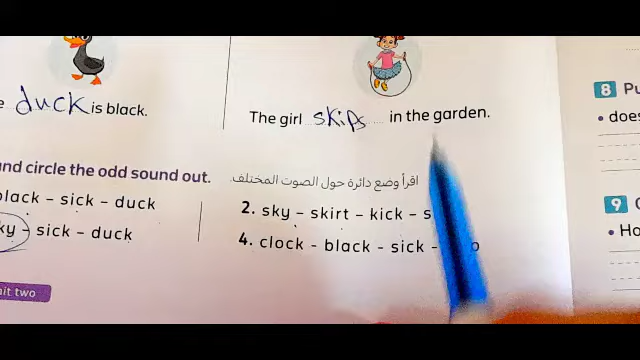 duck is black.
The girl skips in the garden.
8
does
and circle the odd sound out.
اقرأ وضع دائرة حول الصوت المختلف.
black - sick - duck
2. sky - skirt - kick - s
sky - sick - duck
4. clock - black - sick -
9
Ho
unit two